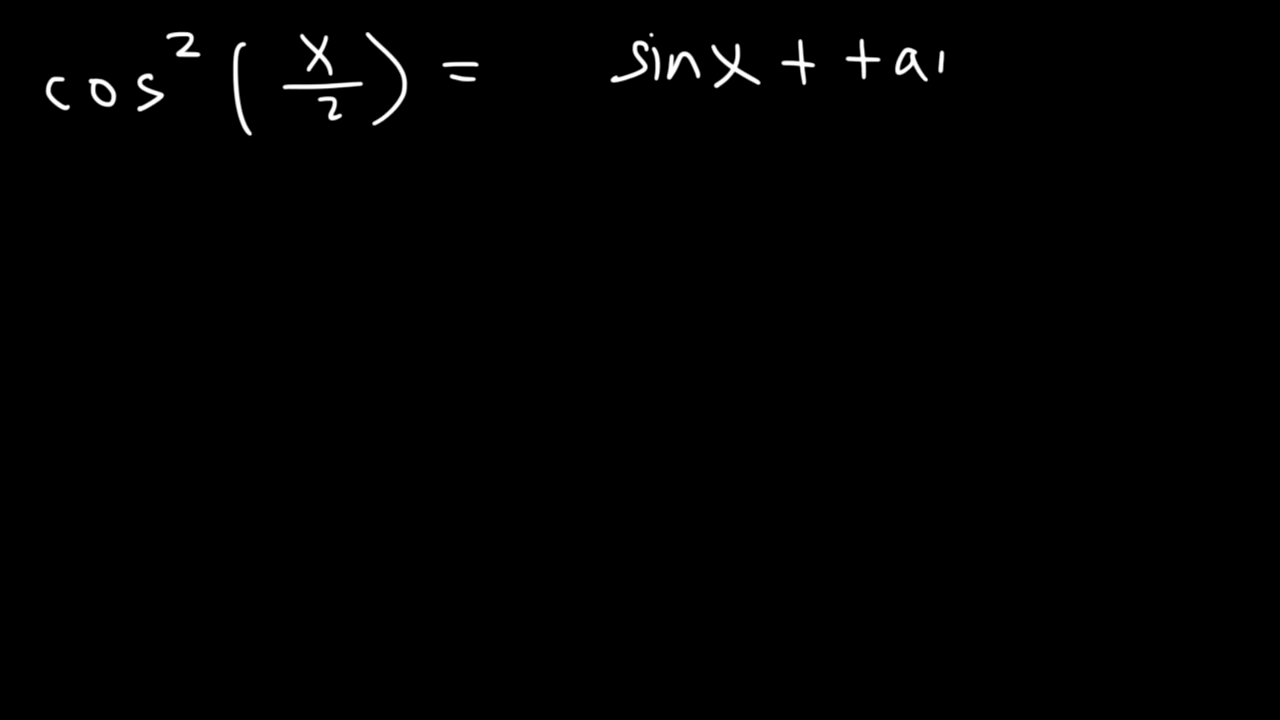 cos² (x/2) = sinx + ta